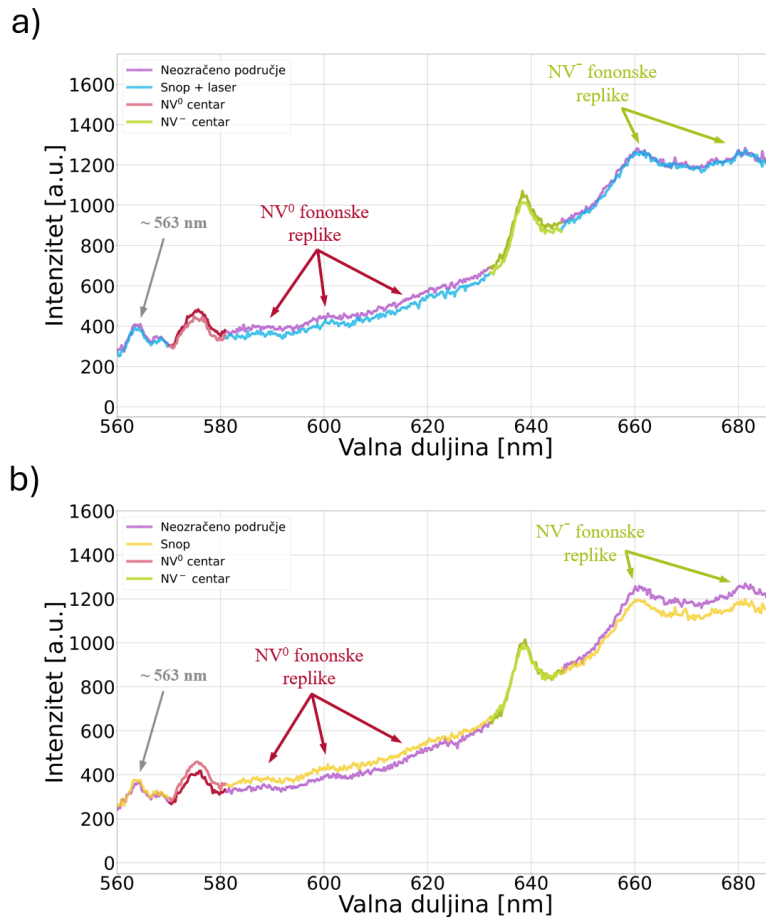 a)
1600
1400
1200
1000
800
600
400
200
0
Intenzitet [a.u.]
Neozračeno područje
Snop + laser
NV⁰ centar
NV⁻ centar
NV⁻ fononske
replike
~ 563 nm
NV⁰ fononske
replike
560 580 600 620 640 660 680
Valna duljina [nm]
b)
1600
1400
1200
1000
800
600
400
200
0
Intenzitet [a.u.]
Neozračeno područje
Snop
NV⁰ centar
NV⁻ centar
NV⁻ fononske
replike
~ 563 nm
NV⁰ fononske
replike
560 580 600 620 640 660 680
Valna duljina [nm]